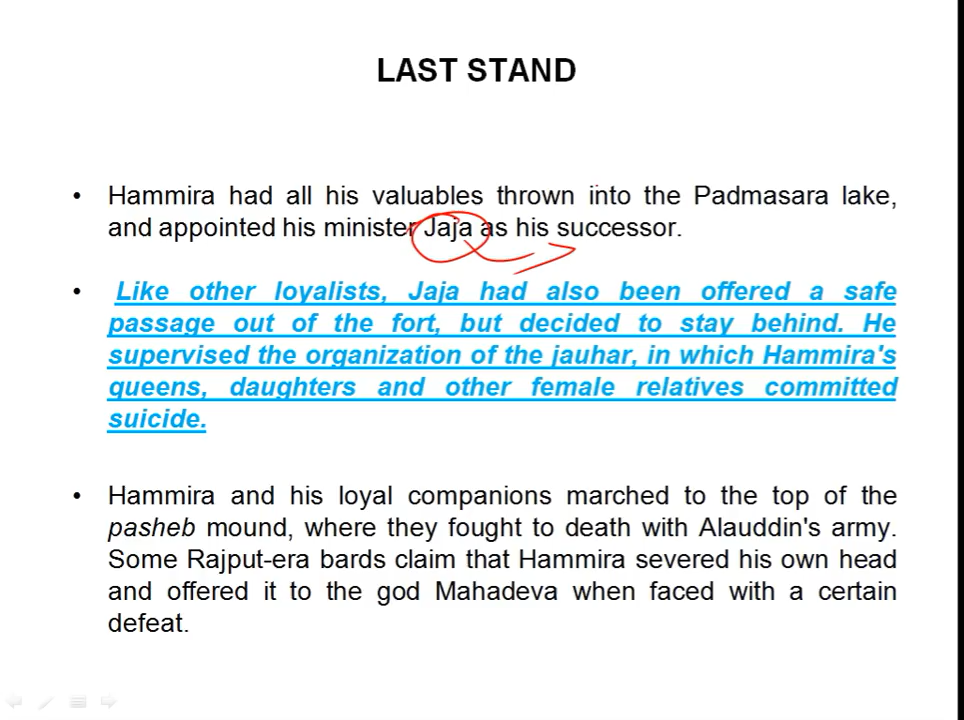 LAST STAND
• Hammira had all his valuables thrown into the Padmasara lake,
and appointed his minister Jaja as his successor.
• Like other loyalists, Jaja had also been offered a safe
passage out of the fort, but decided to stay behind. He
supervised the organization of the jauhar, in which Hammira's
queens, daughters and other female relatives committed
suicide.
• Hammira and his loyal companions marched to the top of the
pasheb mound, where they fought to death with Alauddin's army.
Some Rajput-era bards claim that Hammira severed his own head
and offered it to the god Mahadeva when faced with a certain
defeat.